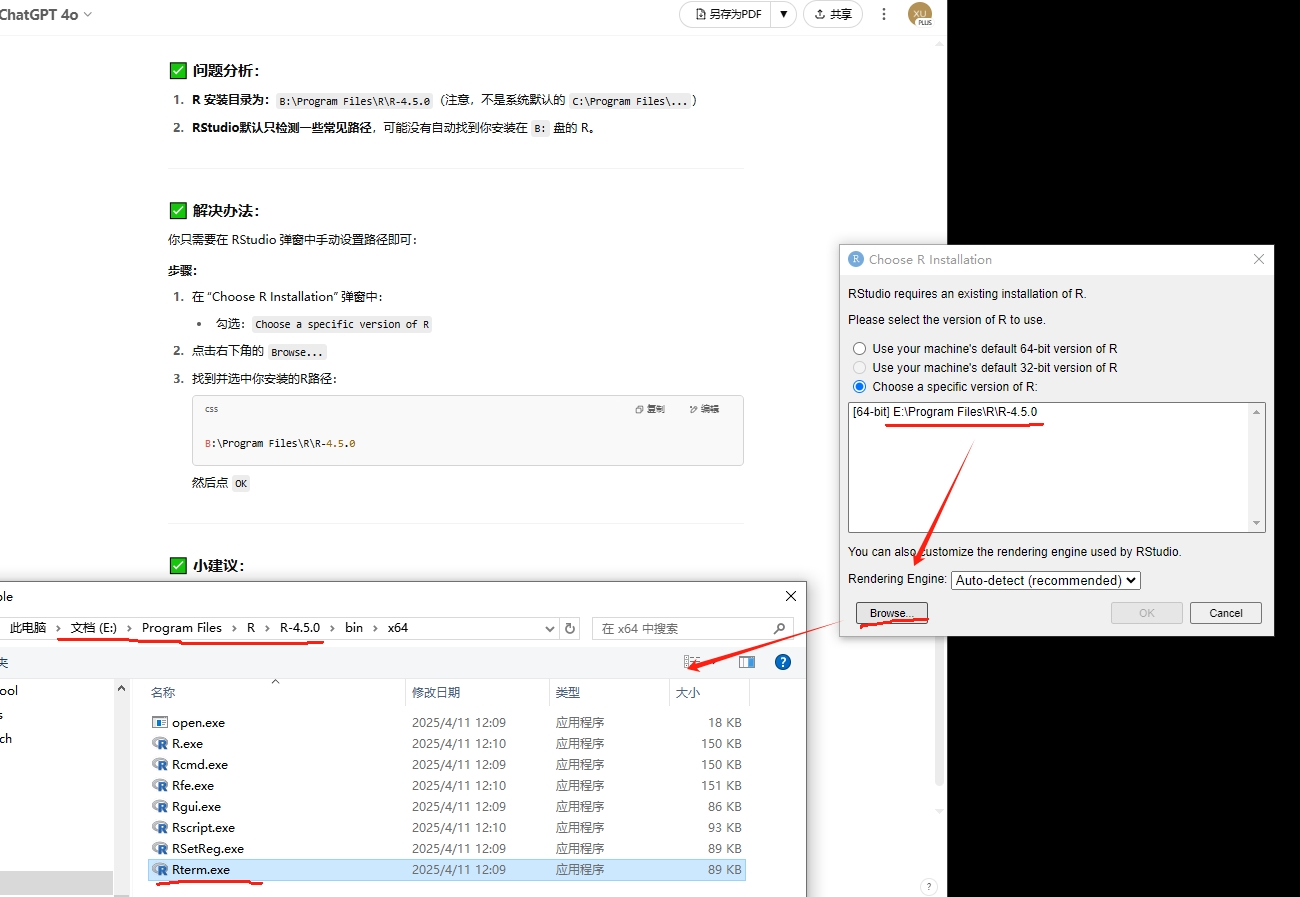 ChatGPT 4o
另存为PDF
共享
XU
PLUS
问题分析：
1. R 安装目录为： B:\Program Files\R\R-4.5.0 （注意，不是系统默认的 C:\Program Files\... ）
2. RStudio默认只检测一些常见路径，可能没有自动找到你安装在 B: 盘的 R。
解决办法：
你只需要在 RStudio 弹窗中手动设置路径即可：
步骤：
1. 在 “Choose R Installation” 弹窗中：
• 勾选： Choose a specific version of R
2. 点击右下角的 Browse...
3. 找到并选中你安装的R路径：
css
复制
编辑
B:\Program Files\R\R-4.5.0
然后点 OK
小建议：
?
R Choose R Installation
RStudio requires an existing installation of R.
Please select the version of R to use.
Use your machine's default 64-bit version of R
Use your machine's default 32-bit version of R
Choose a specific version of R:
[64-bit] E:\Program Files\R\R-4.5.0
You can also customize the rendering engine used by RStudio.
Rendering Engine: Auto-detect (recommended)
Browse...
OK
Cancel
ble
此电脑 › 文档 (E:) › Program Files › R › R-4.5.0 › bin › x64
在 x64 中搜索
夹
?
ool
s
ch
名称 修改日期 类型 大小
open.exe 2025/4/11 12:09 应用程序 18 KB
R.exe 2025/4/11 12:10 应用程序 150 KB
Rcmd.exe 2025/4/11 12:09 应用程序 150 KB
Rfe.exe 2025/4/11 12:10 应用程序 151 KB
Rgui.exe 2025/4/11 12:09 应用程序 86 KB
Rscript.exe 2025/4/11 12:10 应用程序 93 KB
RSetReg.exe 2025/4/11 12:09 应用程序 89 KB
Rterm.exe 2025/4/11 12:09 应用程序 89 KB